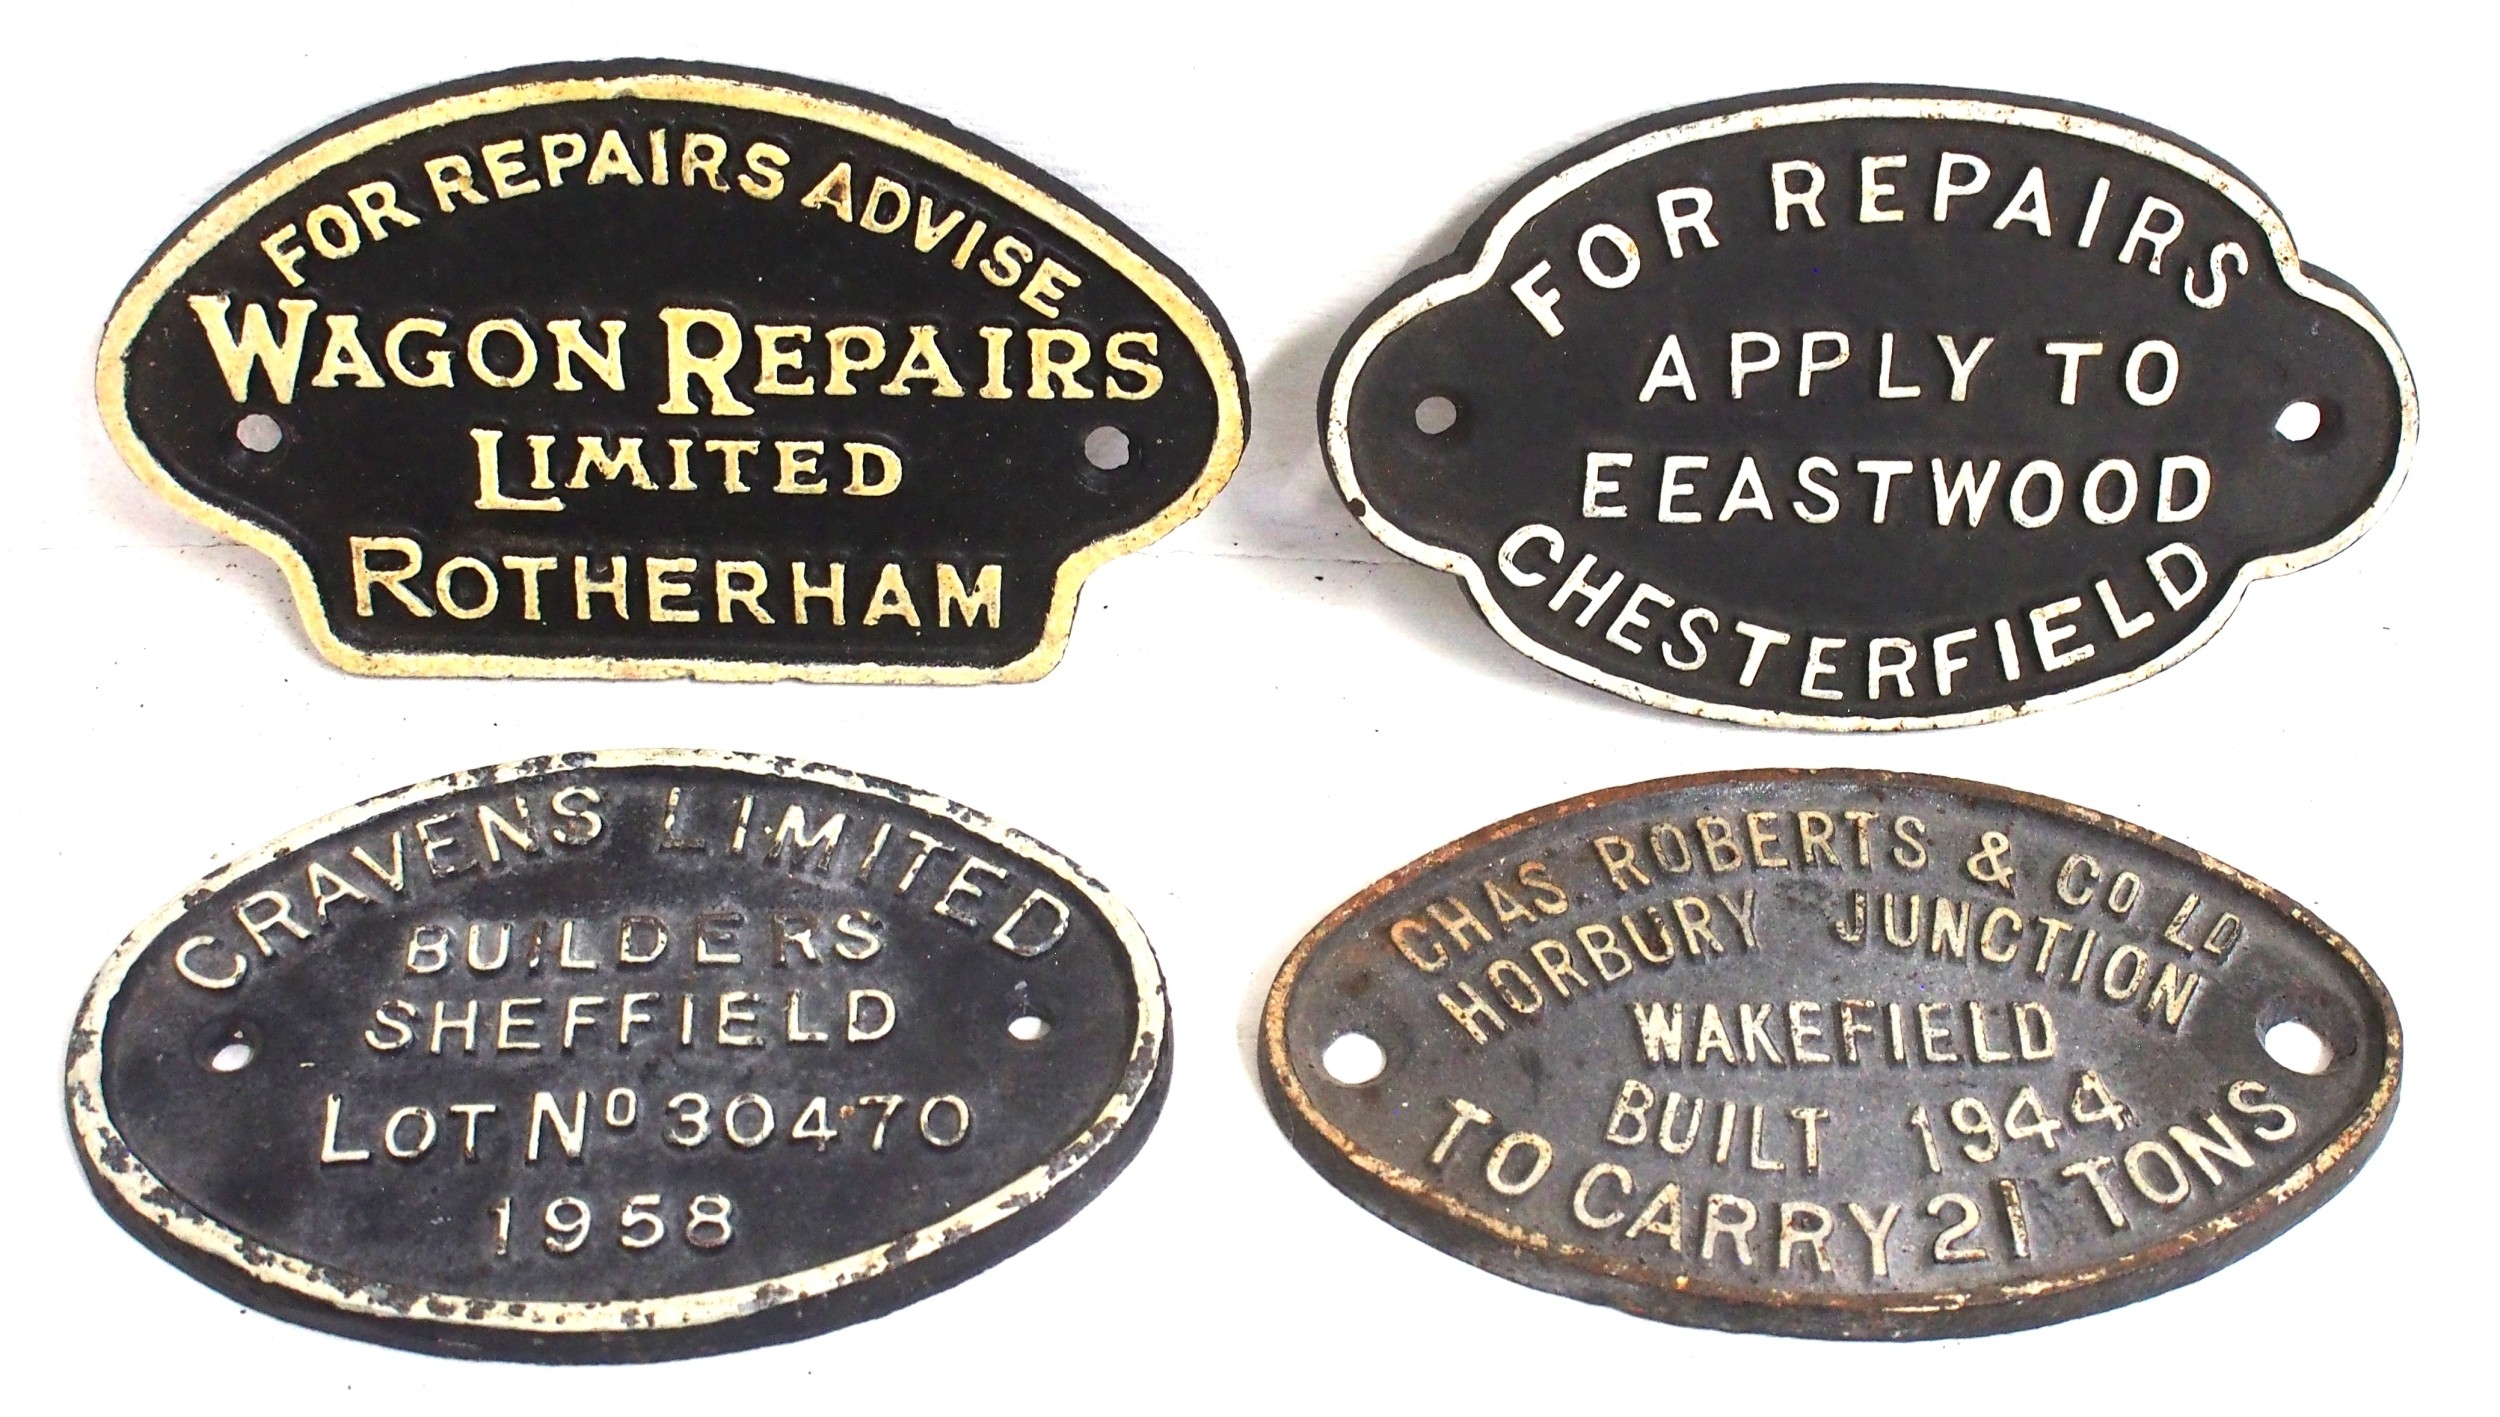 FOR REPAIRS ADVISE
WAGON REPAIRS
LIMITED
ROTHERHAM
FOR REPAIRS
APPLY TO
EEASTWOOD
CHESTERFIELD
CRAVENS LIMITED
BUILDERS
SHEFFIELD
LOT Nº 30470
1958
CHAS ROBERTS & CO LD
HORBURY JUNCTION
WAKEFIELD
BUILT 1944
TO CARRY 21 TONS